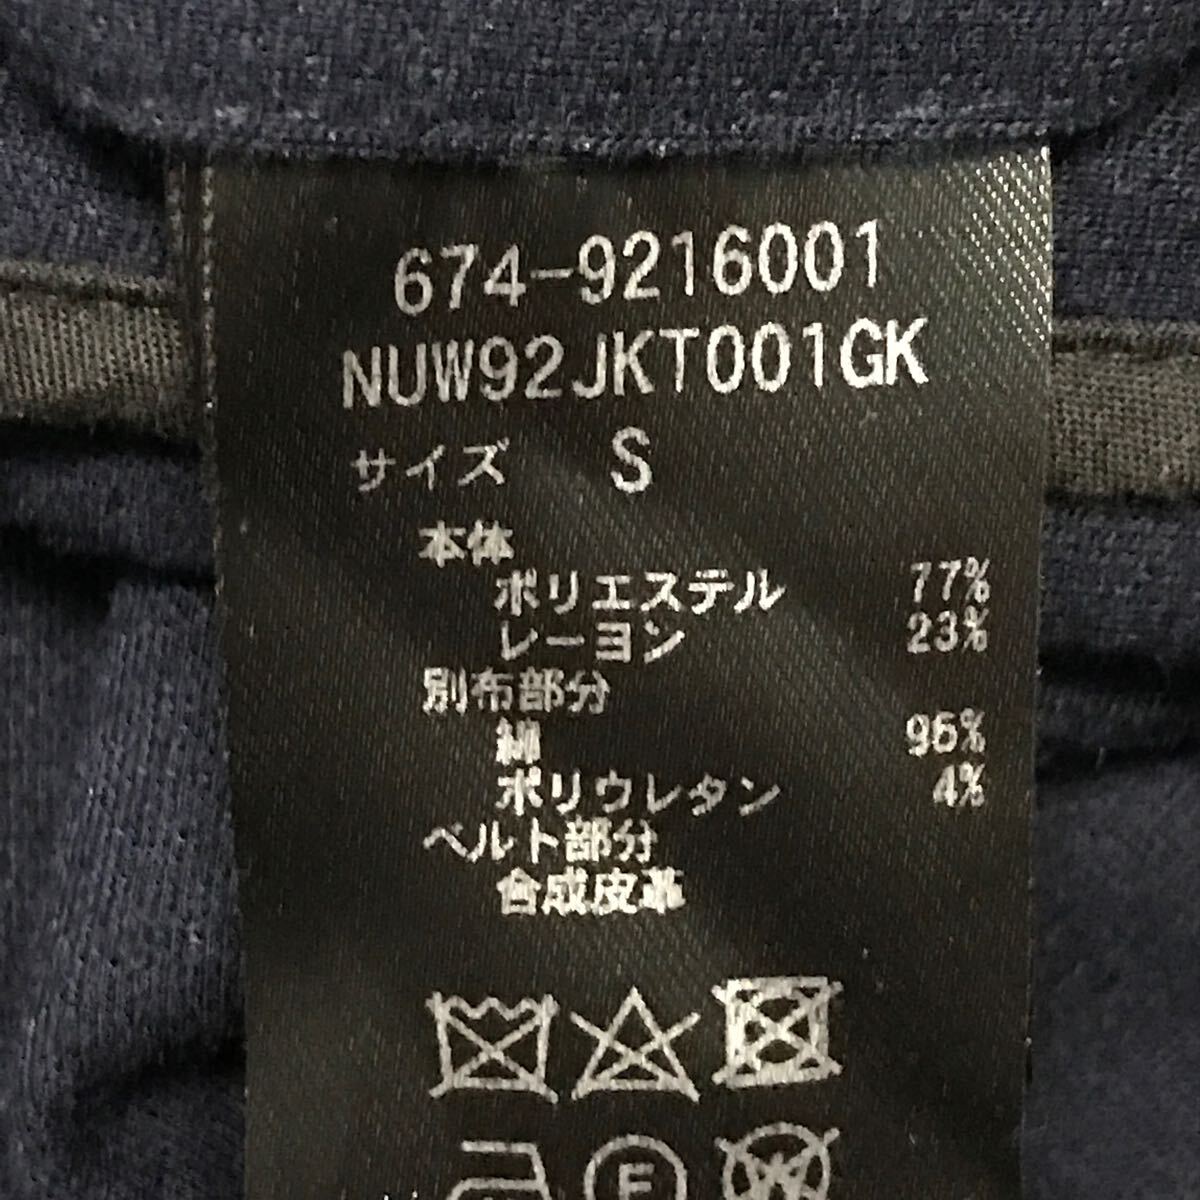 674-9216001
NUW92JKT001GK
サイズ S
本体
ポリエステル 77%
レーヨン 23%
別布部分
綿 96%
ポリウレタン 4%
ベルト部分
合成皮革
F
W